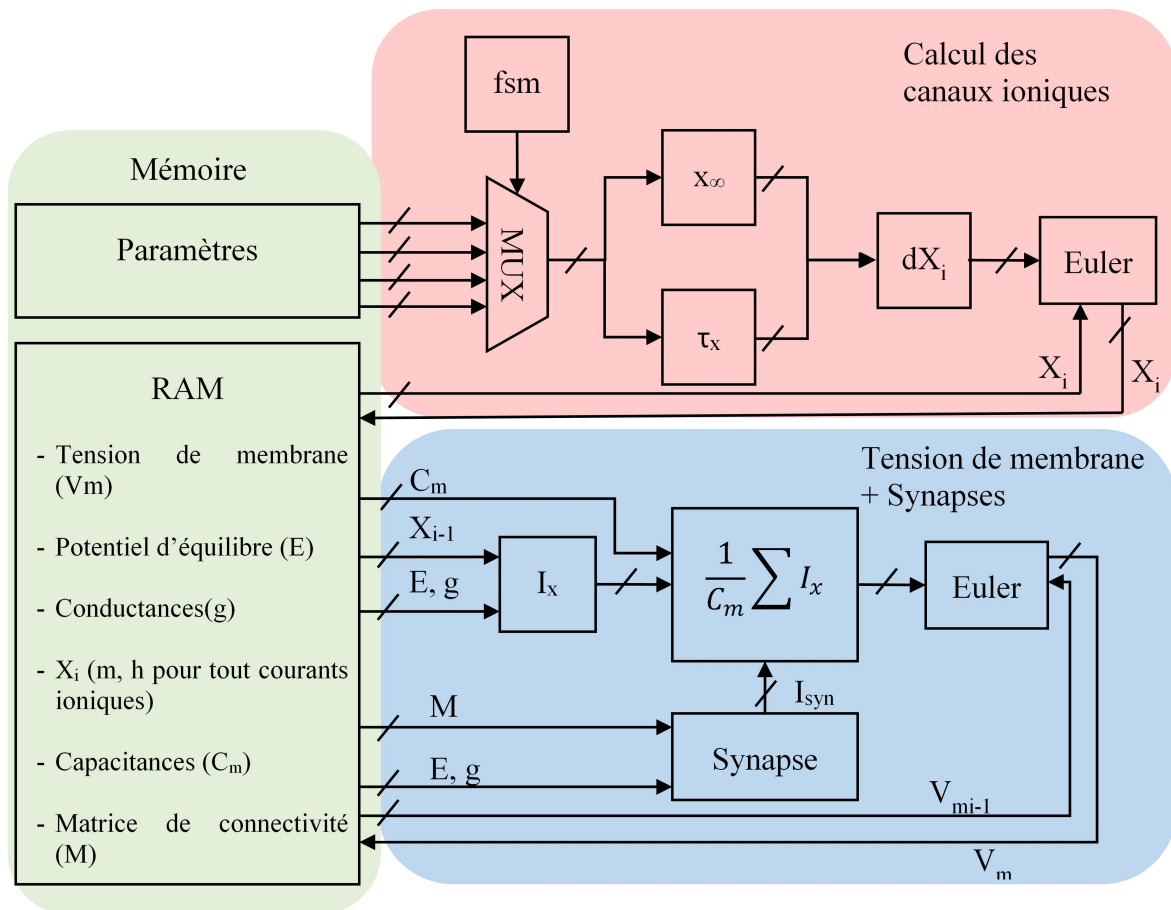 Calcul des
canaux ioniques
fsm
Mémoire
Paramètres
MUX
x∞
τx
dXi
Euler
Xi
Xi
RAM
- Tension de membrane
(Vm)
- Potentiel d'équilibre (E)
- Conductances(g)
- Xi (m, h pour tout courants
ioniques)
- Capacitances (Cm)
- Matrice de connectivité
(M)
Tension de membrane
+ Synapses
Cm
Xi-1
E, g
Ix
1/Cm ∑ Ix
Euler
Isyn
M
Synapse
E, g
Vmi-1
Vm